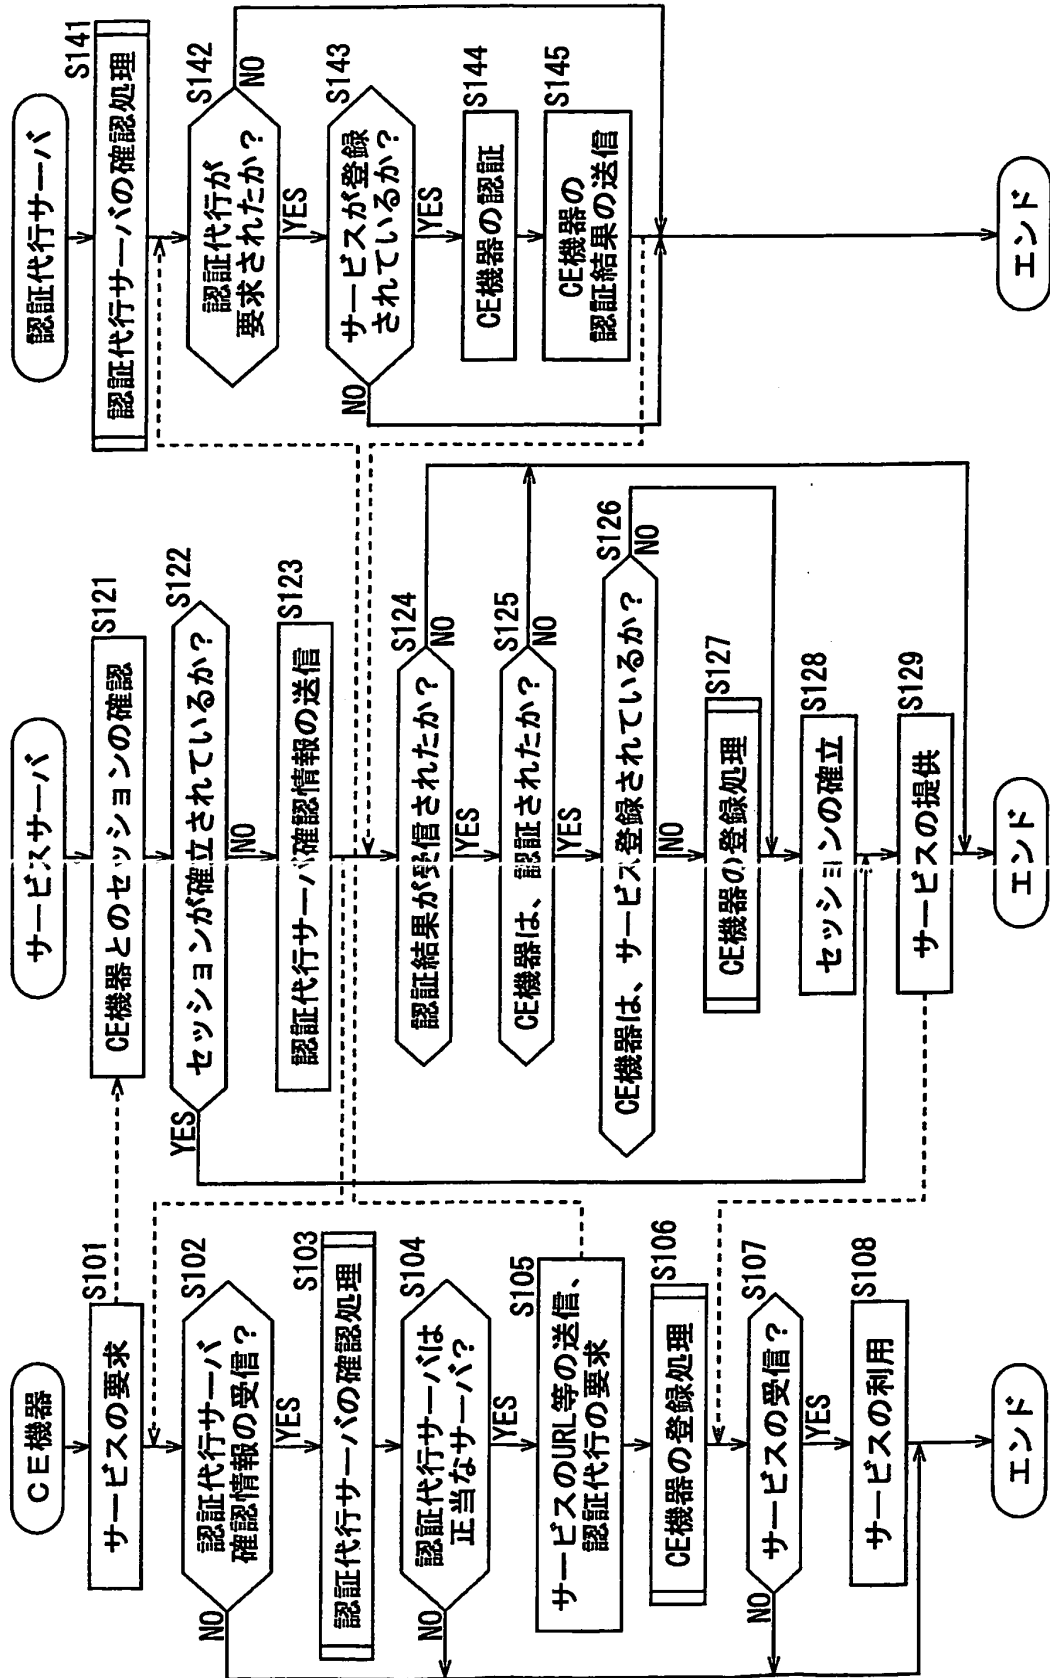 CE機器
サービスの要求
S101
認証代行サーバ
確認情報の受信?
S102
NO
YES
認証代行サーバの確認処理
S103
認証代行サーバは
正当なサーバ?
S104
NO
YES
サービスのURL等の送信、
認証代行の要求
S105
CE機器の登録処理
S106
サービスの受信?
S107
NO
YES
サービスの利用
S108
エンド
サービスサーバ
CE機器とのセッションの確認
S121
セッションが確立されているか?
S122
YES
NO
認証代行サーバ確認情報の送信
S123
認証結果が受信されたか?
S124
NO
YES
CE機器は、認証されたか?
S125
NO
YES
CE機器は、サービス登録されているか?
S126
NO
NO
CE機器の登録処理
S127
セッションの確立
S128
サービスの提供
S129
エンド
認証代行サーバ
認証代行サーバの確認処理
S141
認証代行が
要求されたか?
S142
NO
YES
サービスが登録
されているか?
S143
NO
YES
CE機器の認証
S144
CE機器の
認証結果の送信
S145
エンド